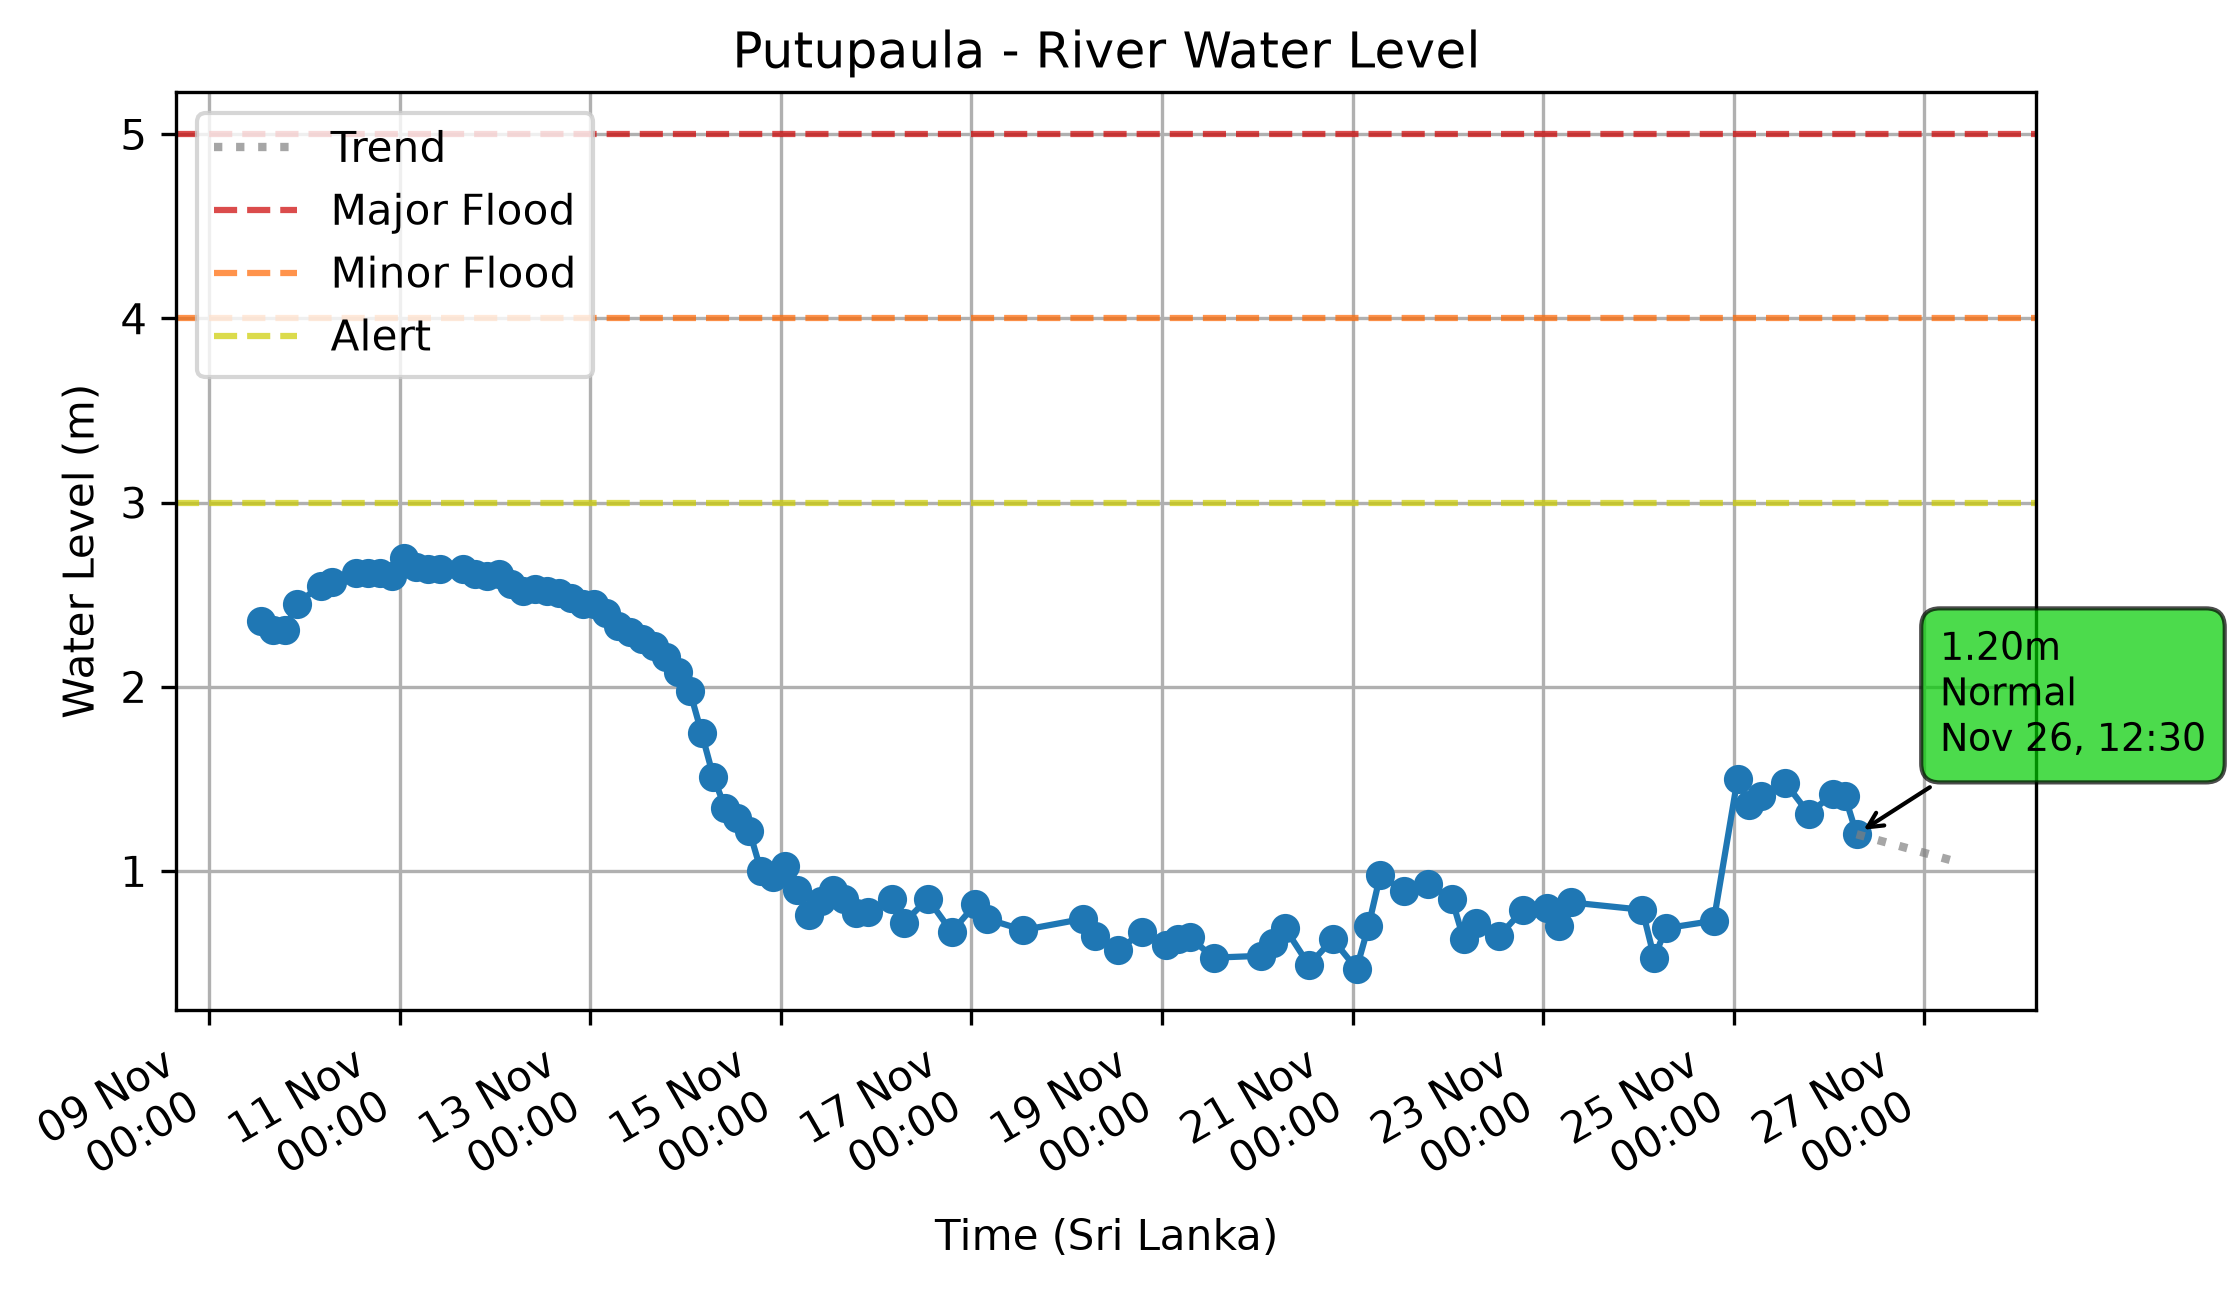 Putupaula - River Water Level
Trend
Major Flood
Minor Flood
Alert
5
4
3
2
1
Water Level (m)
1.20m
Normal
Nov 26, 12:30
09 Nov
00:00
11 Nov
00:00
13 Nov
00:00
15 Nov
00:00
17 Nov
00:00
19 Nov
00:00
21 Nov
00:00
23 Nov
00:00
25 Nov
00:00
27 Nov
00:00
Time (Sri Lanka)